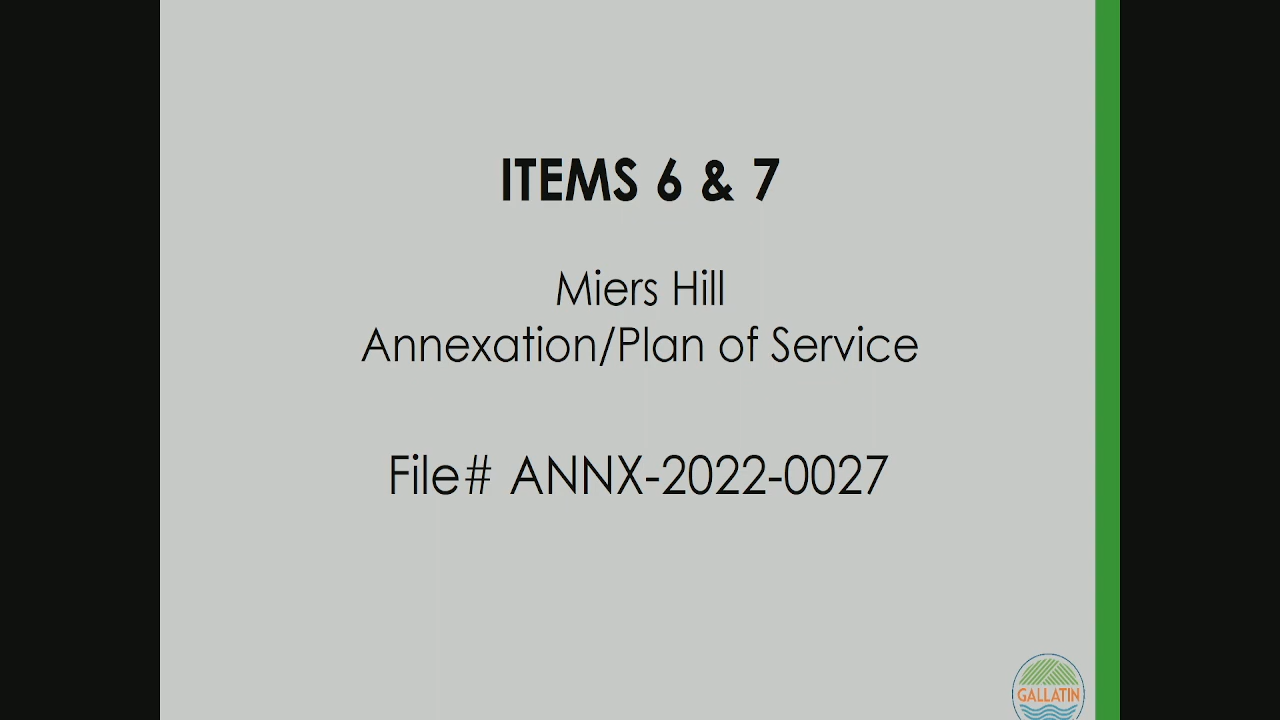 ITEMS 6 & 7
Miers Hill
Annexation/Plan of Service
File# ANNX-2022-0027
GALLATIN